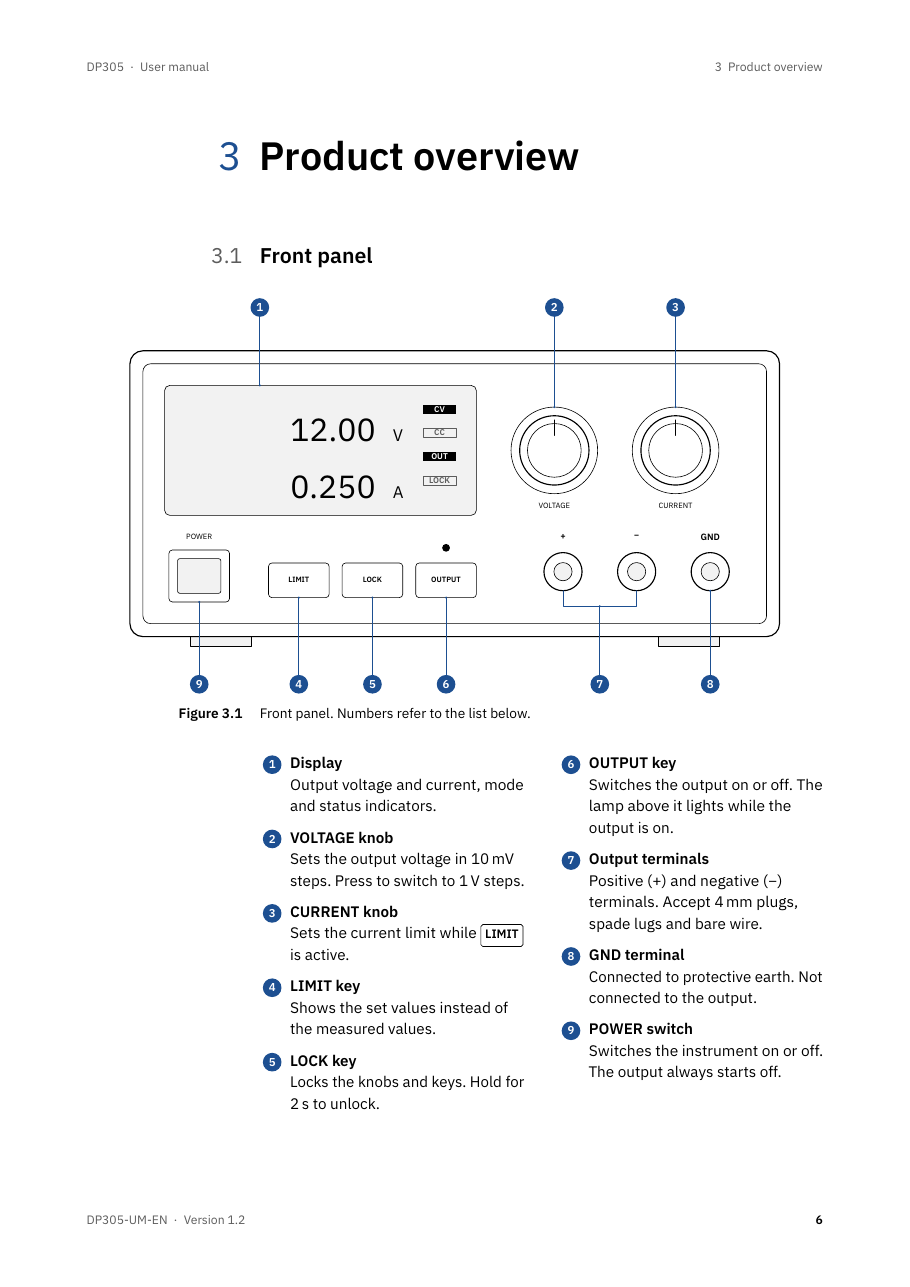 DP305 · User manual
3 Product overview
3 Product overview
3.1 Front panel
1
2
3
12.00 V
CV
CC
OUT
0.250 A
LOCK
VOLTAGE
CURRENT
POWER
+
−
GND
LIMIT
LOCK
OUTPUT
9
4
5
6
7
8
Figure 3.1 Front panel. Numbers refer to the list below.
1 Display
Output voltage and current, mode
and status indicators.
2 VOLTAGE knob
Sets the output voltage in 10 mV
steps. Press to switch to 1 V steps.
3 CURRENT knob
Sets the current limit while LIMIT
is active.
4 LIMIT key
Shows the set values instead of
the measured values.
5 LOCK key
Locks the knobs and keys. Hold for
2 s to unlock.
6 OUTPUT key
Switches the output on or off. The
lamp above it lights while the
output is on.
7 Output terminals
Positive (+) and negative (−)
terminals. Accept 4 mm plugs,
spade lugs and bare wire.
8 GND terminal
Connected to protective earth. Not
connected to the output.
9 POWER switch
Switches the instrument on or off.
The output always starts off.
DP305-UM-EN · Version 1.2
6